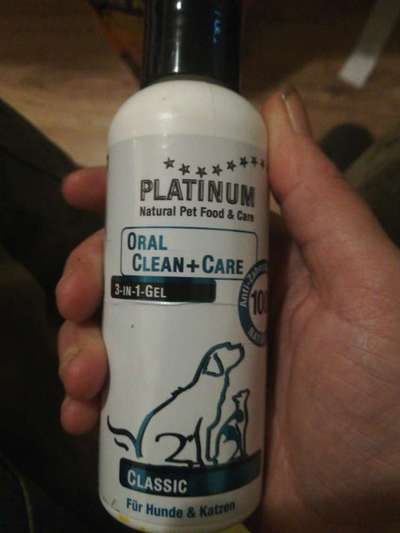 PLATINUM
Natural Pet Food & Care
ORAL
CLEAN+CARE
3-IN-1-GEL
CLASSIC
Für Hunde & Katzen